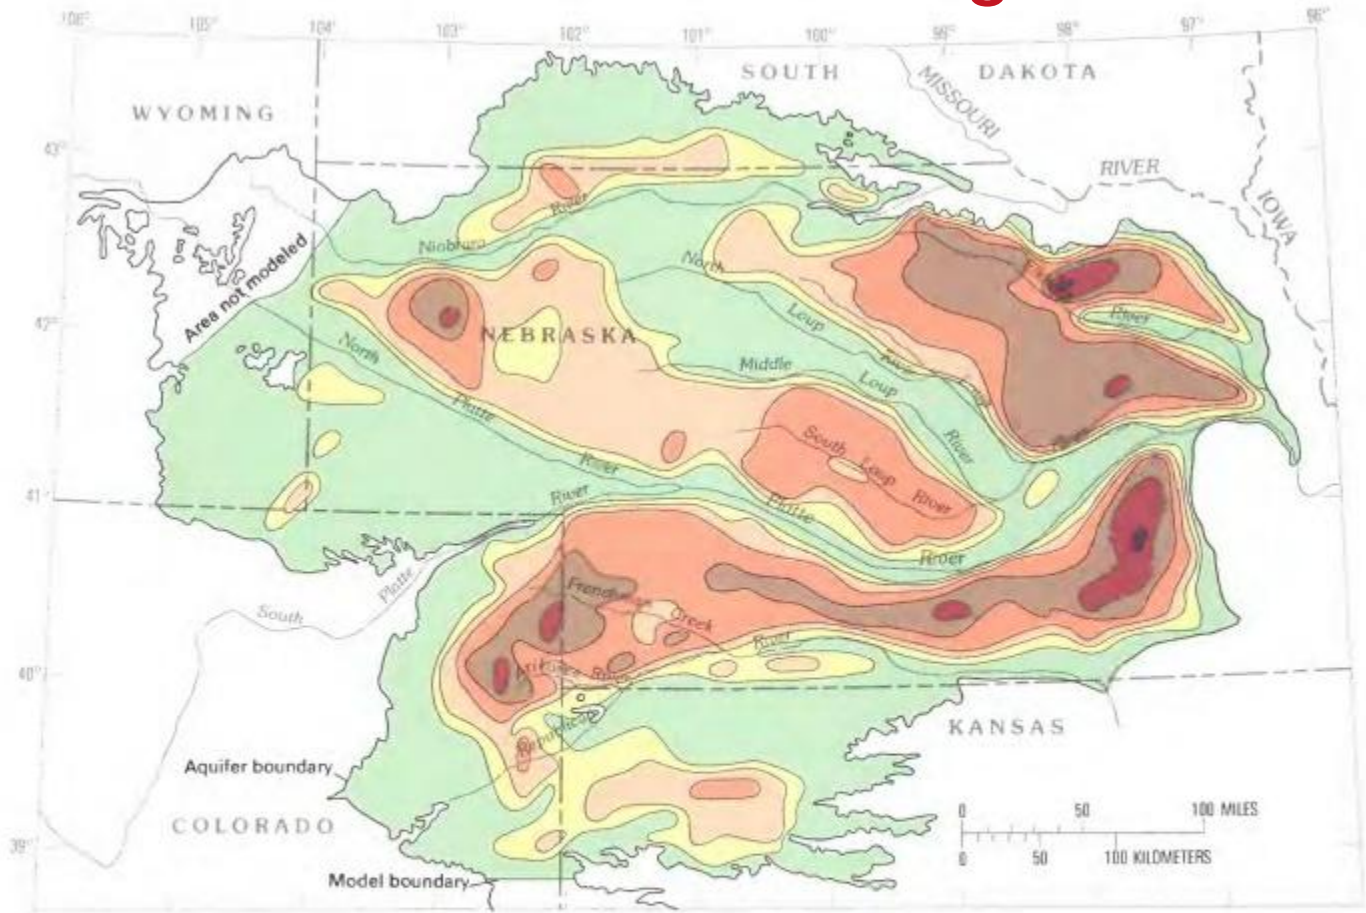 106° 105° 104° 103° 102° 101° 100° 99° 98° 97° 96°
SOUTH DAKOTA
MISSOURI
WYOMING
43°
RIVER
IOWA
River
Niobrara
North
Area not modeled
42°
NEBRASKA
Loup
River
North
Middle
Loup
River
Platte
South Loup River
River
River
41°
River
Platte
River
Platte
South
Frenchman Creek
River
Arikaree River
40°
Republican
KANSAS
Aquifer boundary
COLORADO
0 50 100 MILES
0 50 100 KILOMETERS
39°
Model boundary